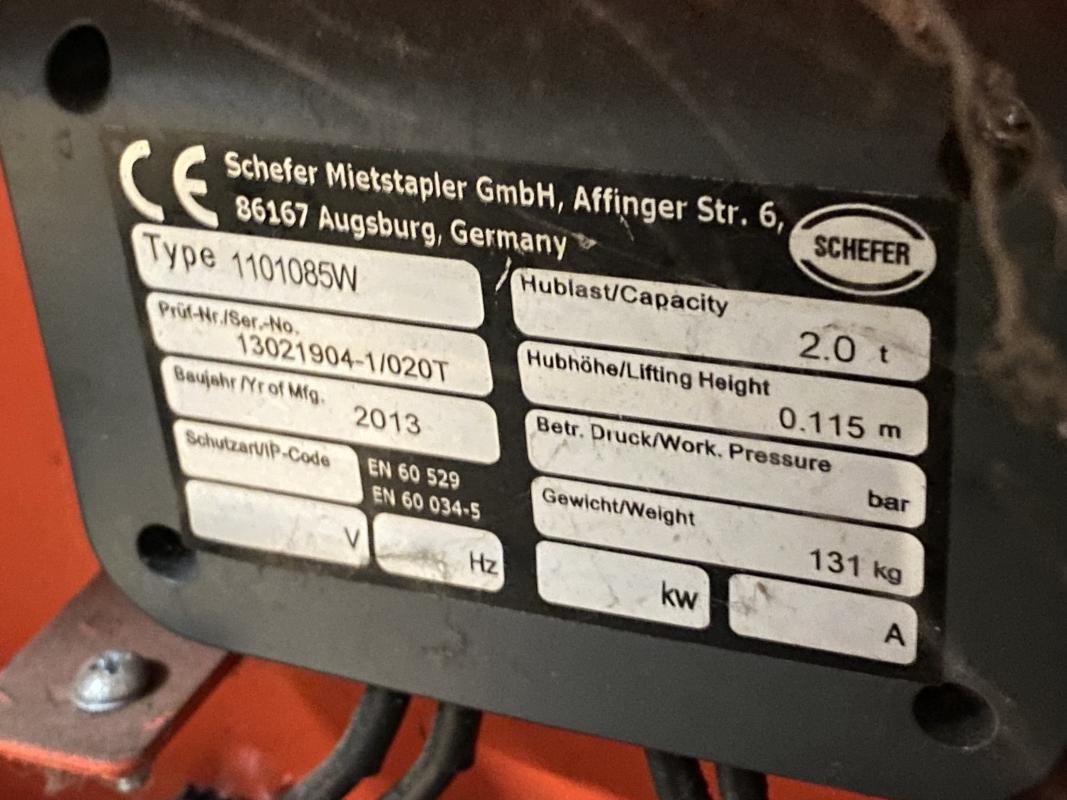 CE
Schefer Mietstapler GmbH, Affinger Str. 6,
86167 Augsburg, Germany
SCHEFER
Type 1101085W
Prüf-Nr./Ser.-No.
13021904-1/020T
Baujahr/Yr of Mfg.
2013
Schutzart/IP-Code
EN 60 529
EN 60 034-5
V
Hz
Hublast/Capacity
2.0 t
Hubhöhe/Lifting Height
0.115 m
Betr. Druck/Work. Pressure
bar
Gewicht/Weight
131 kg
kw
A